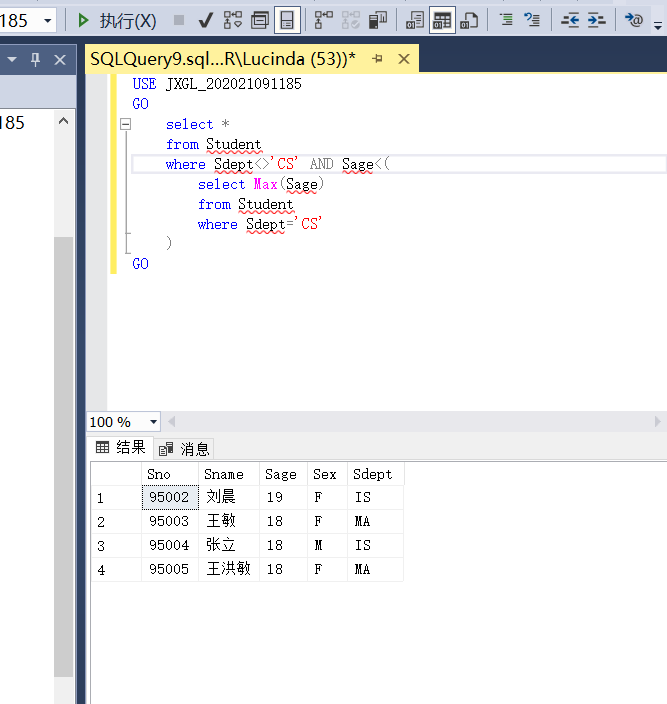 185
执行(X)
SQLQuery9.sql...R\Lucinda (53))*
185
USE JXGL_202021091185
GO
select *
from Student
where Sdept<>'CS' AND Sage<(
select Max(Sage)
from Student
where Sdept='CS'
)
GO
100 %
结果 消息
Sno Sname Sage Sex Sdept
1 95002 刘晨 19 F IS
2 95003 王敏 18 F MA
3 95004 张立 18 M IS
4 95005 王洪敏 18 F MA